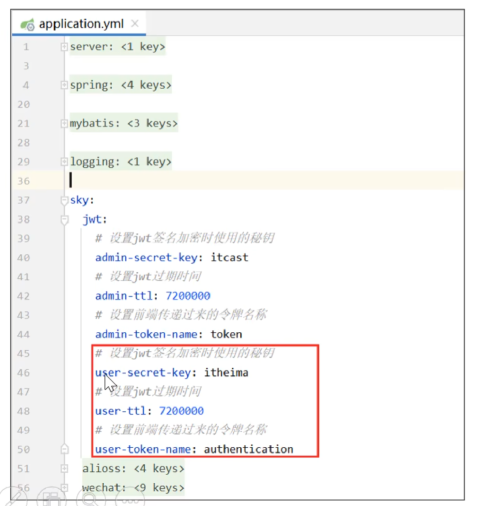 application.yml ×
1 server: <1 key>
3
4 spring: <4 keys>
20
21 mybatis: <3 keys>
28
29 logging: <1 key>
36
37 sky:
38 jwt:
39 # 设置jwt签名加密时使用的秘钥
40 admin-secret-key: itcast
41 # 设置jwt过期时间
42 admin-ttl: 7200000
43 # 设置前端传递过来的令牌名称
44 admin-token-name: token
45 # 设置jwt签名加密时使用的秘钥
46 user-secret-key: itheima
47 # 设置jwt过期时间
48 user-ttl: 7200000
49 # 设置前端传递过来的令牌名称
50 user-token-name: authentication
51 alioss: <4 keys>
56 wechat: <9 keys>